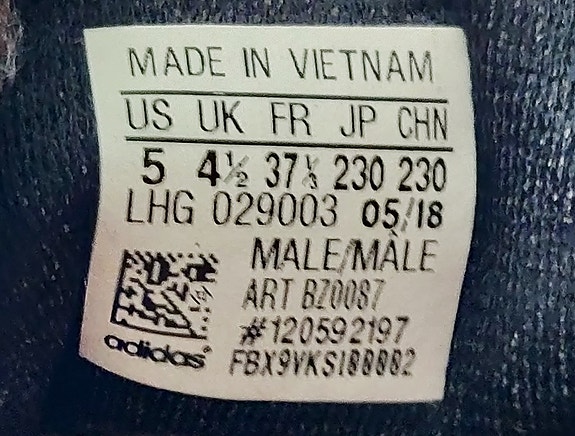 MADE IN VIETNAM
US UK FR JP CHN
5 4½ 37⅓ 230 230
LHG 029003 05/18
MALE/MÂLE
ART BZ0087
#120592197
adidas®
FBX9VKSI88882